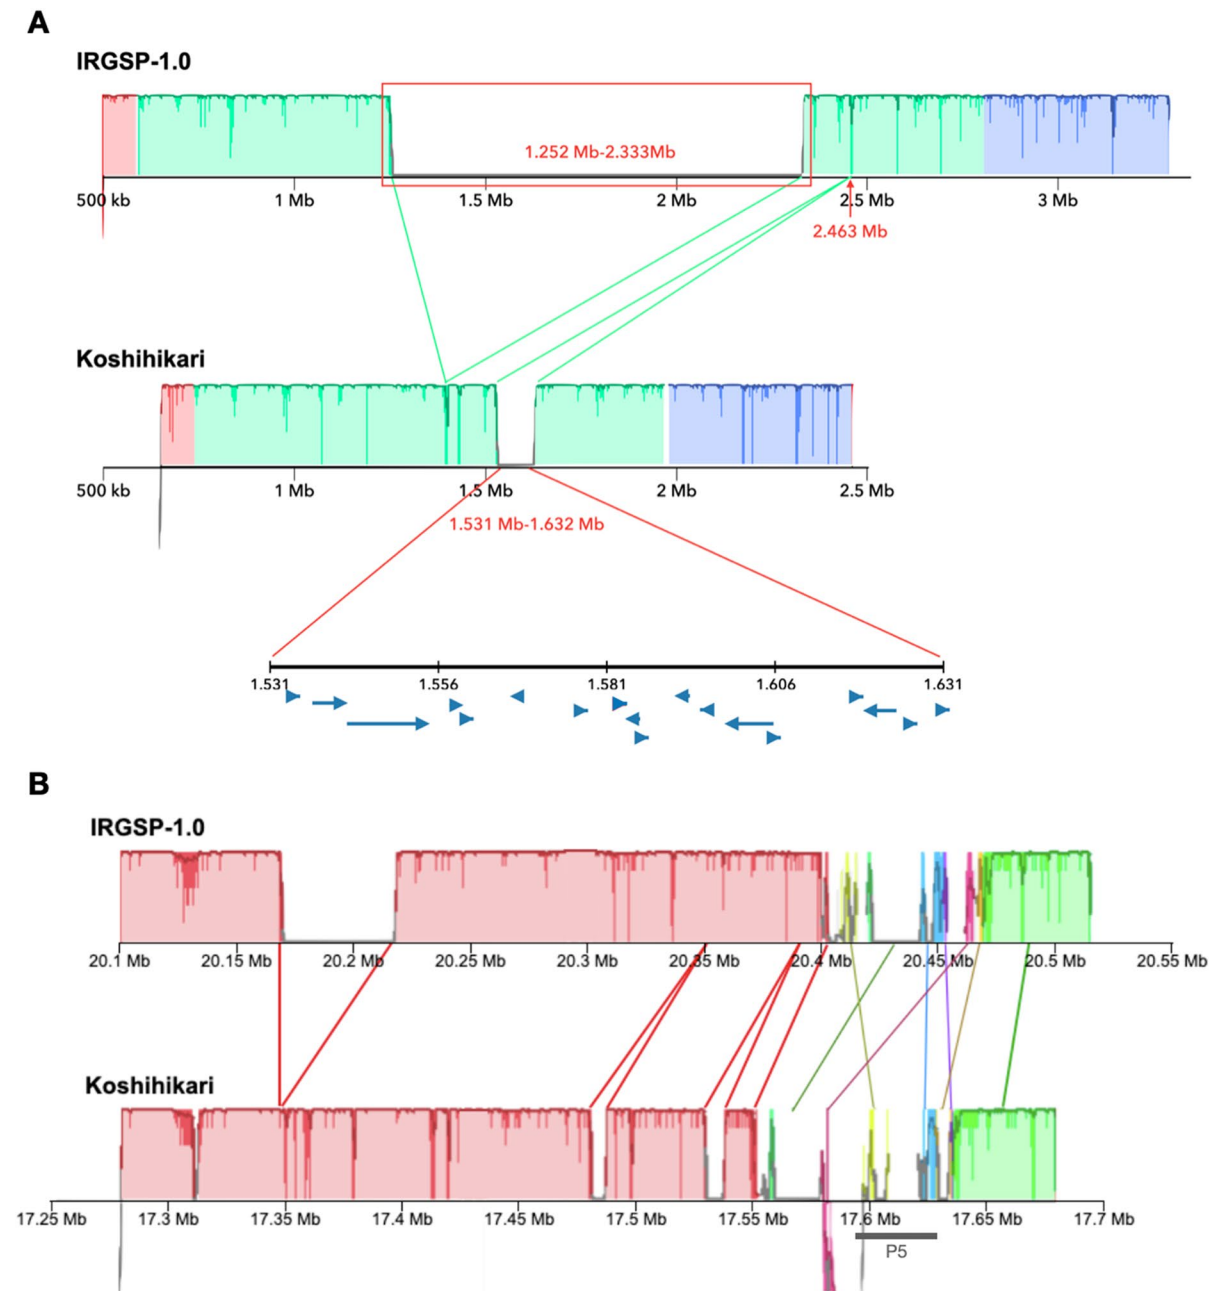 A
IRGSP-1.0
1.252 Mb-2.333Mb
500 kb 1 Mb 1.5 Mb 2 Mb 2.5 Mb 3 Mb
2.463 Mb
Koshihikari
500 kb 1 Mb 1.5 Mb 2 Mb 2.5 Mb
1.531 Mb-1.632 Mb
1.531 1.556 1.581 1.606 1.631
B
IRGSP-1.0
20.1 Mb 20.15 Mb 20.2 Mb 20.25 Mb 20.3 Mb 20.35 Mb 20.4 Mb 20.45 Mb 20.5 Mb 20.55 Mb
Koshihikari
17.25 Mb 17.3 Mb 17.35 Mb 17.4 Mb 17.45 Mb 17.5 Mb 17.55 Mb 17.6 Mb 17.65 Mb 17.7 Mb
P5